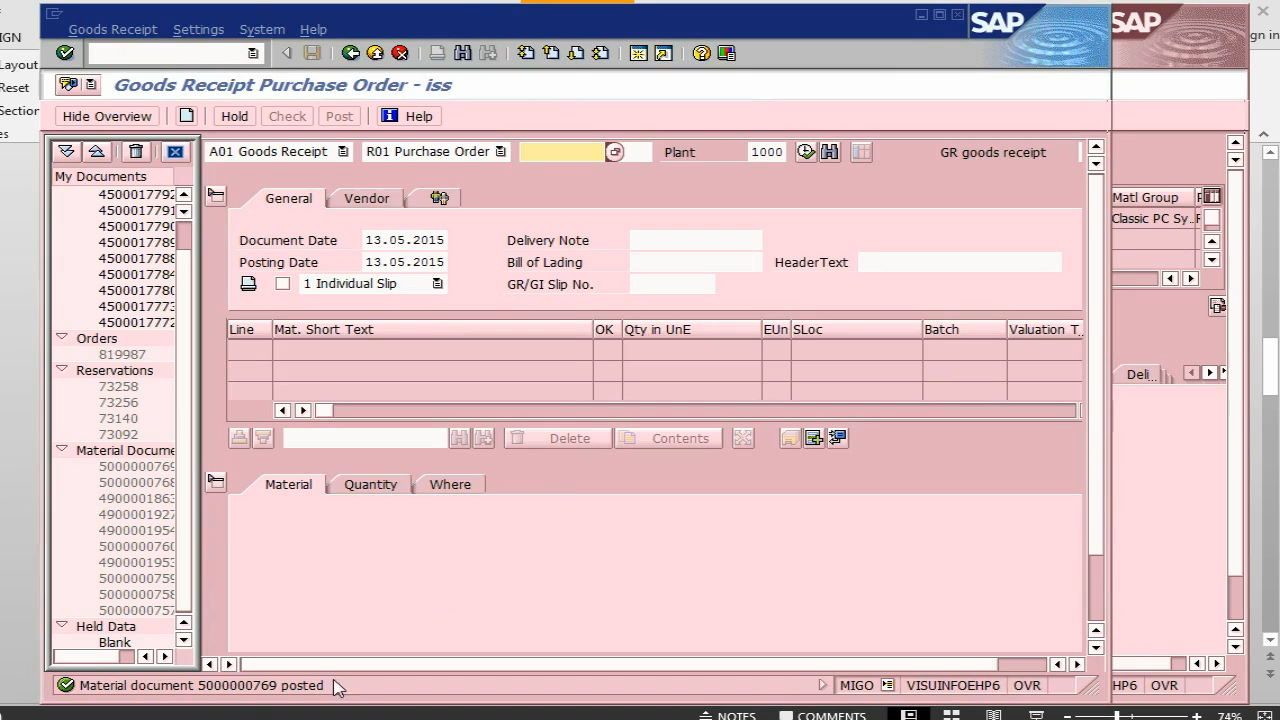 Goods Receipt Settings System Help
SAP SAP
IGN
Layout
Reset
Section
es
ign in
Goods Receipt Purchase Order - iss
Hide Overview Hold Check Post Help
A01 Goods Receipt R01 Purchase Order Plant 1000 GR goods receipt
My Documents
4500017792
4500017791
4500017790
4500017789
4500017788
4500017784
4500017780
4500017773
4500017772
Orders
819987
Reservations
73258
73256
73140
73092
Material Docume
5000000769
5000000768
4900001863
4900001927
4900001954
5000000760
4900001953
5000000759
5000000758
5000000757
Held Data
Blank
General Vendor
Document Date 13.05.2015 Delivery Note
Posting Date 13.05.2015 Bill of Lading HeaderText
1 Individual Slip GR/GI Slip No.
Line Mat. Short Text OK Qty in UnE EUn SLoc Batch Valuation T..
Delete Contents
Material Quantity Where
Matl Group
Classic PC Sy..
Deli..
Material document 5000000769 posted MIGO VISUINFOEHP6 OVR HP6 OVR
NOTES COMMENTS 74%